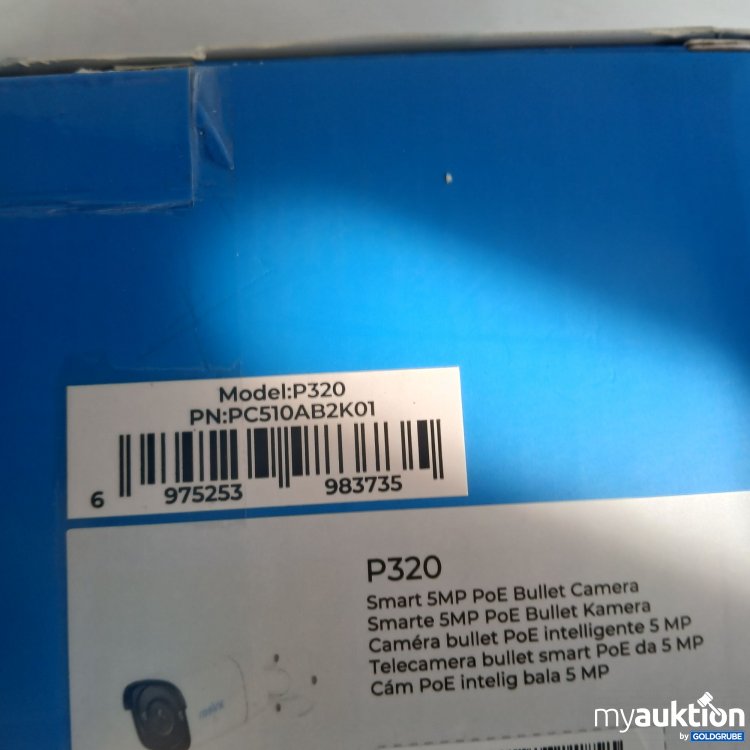 Model:P320
PN:PC510AB2K01
6 975253 983735
P320
Smart 5MP PoE Bullet Camera
Smarte 5MP PoE Bullet Kamera
Caméra bullet PoE intelligente 5 MP
Telecamera bullet smart PoE da 5 MP
Cám PoE intelig bala 5 MP
myauktion
by GOLDGRUBE